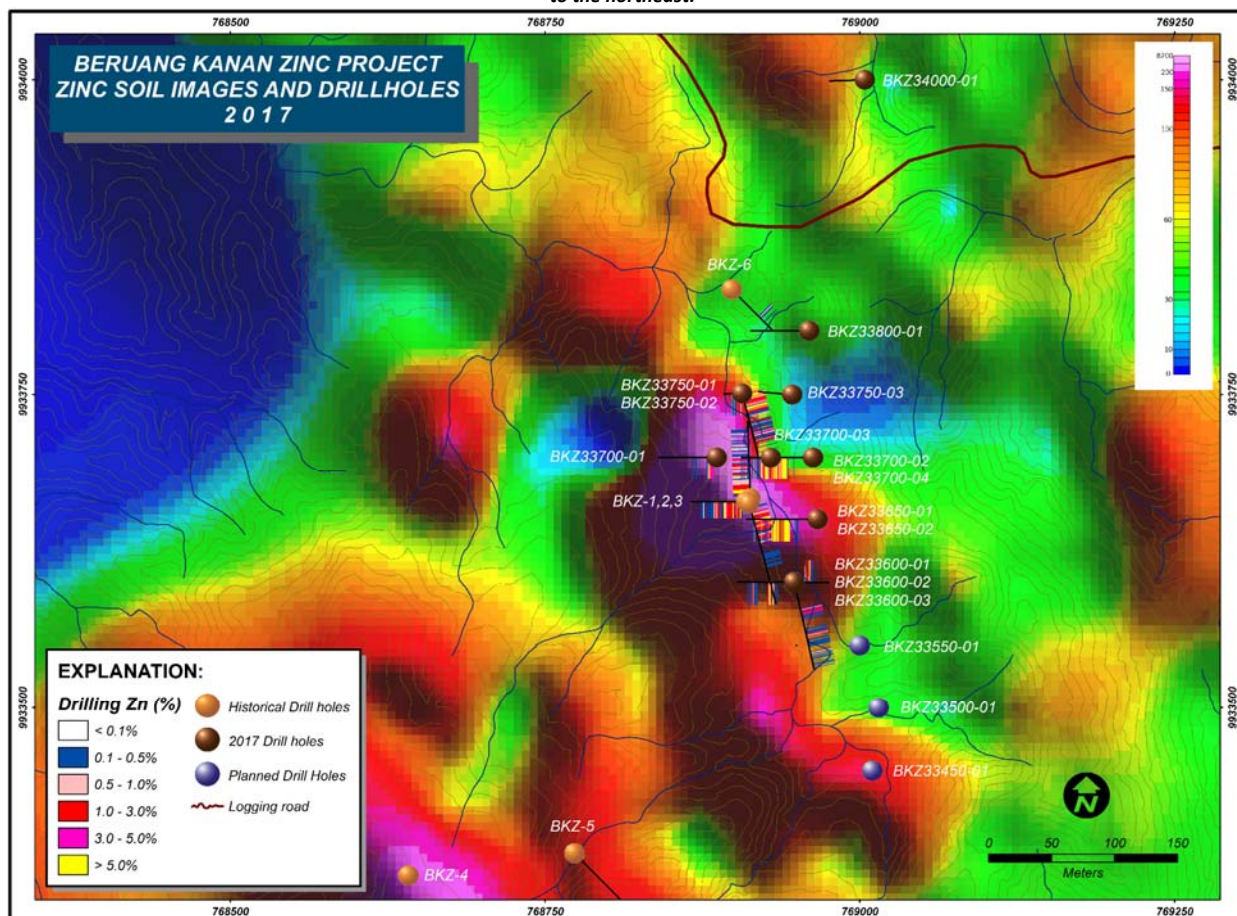 to the northeast.
768500 768750 769000 769250
BERUANG KANAN ZINC PROJECT
ZINC SOIL IMAGES AND DRILLHOLES
2 0 1 7
9934000
9934000
8700
230
150
100
60
30
10
0
BKZ34000-01
BKZ-6
BKZ33800-01
9933750
9933750
BKZ33750-01
BKZ33750-02
BKZ33750-03
BKZ33700-03
BKZ33700-01
BKZ33700-02
BKZ33700-04
BKZ-1,2,3
BKZ33650-01
BKZ33650-02
BKZ33600-01
BKZ33600-02
BKZ33600-03
BKZ33550-01
9933500
9933500
BKZ33500-01
BKZ33450-01
BKZ-5
BKZ-4
EXPLANATION:
Drilling Zn (%)
< 0.1%
0.1 - 0.5%
0.5 - 1.0%
1.0 - 3.0%
3.0 - 5.0%
> 5.0%
Historical Drill holes
2017 Drill holes
Planned Drill Holes
Logging road
N
0 50 100 150
Meters
768500 768750 769000 769250